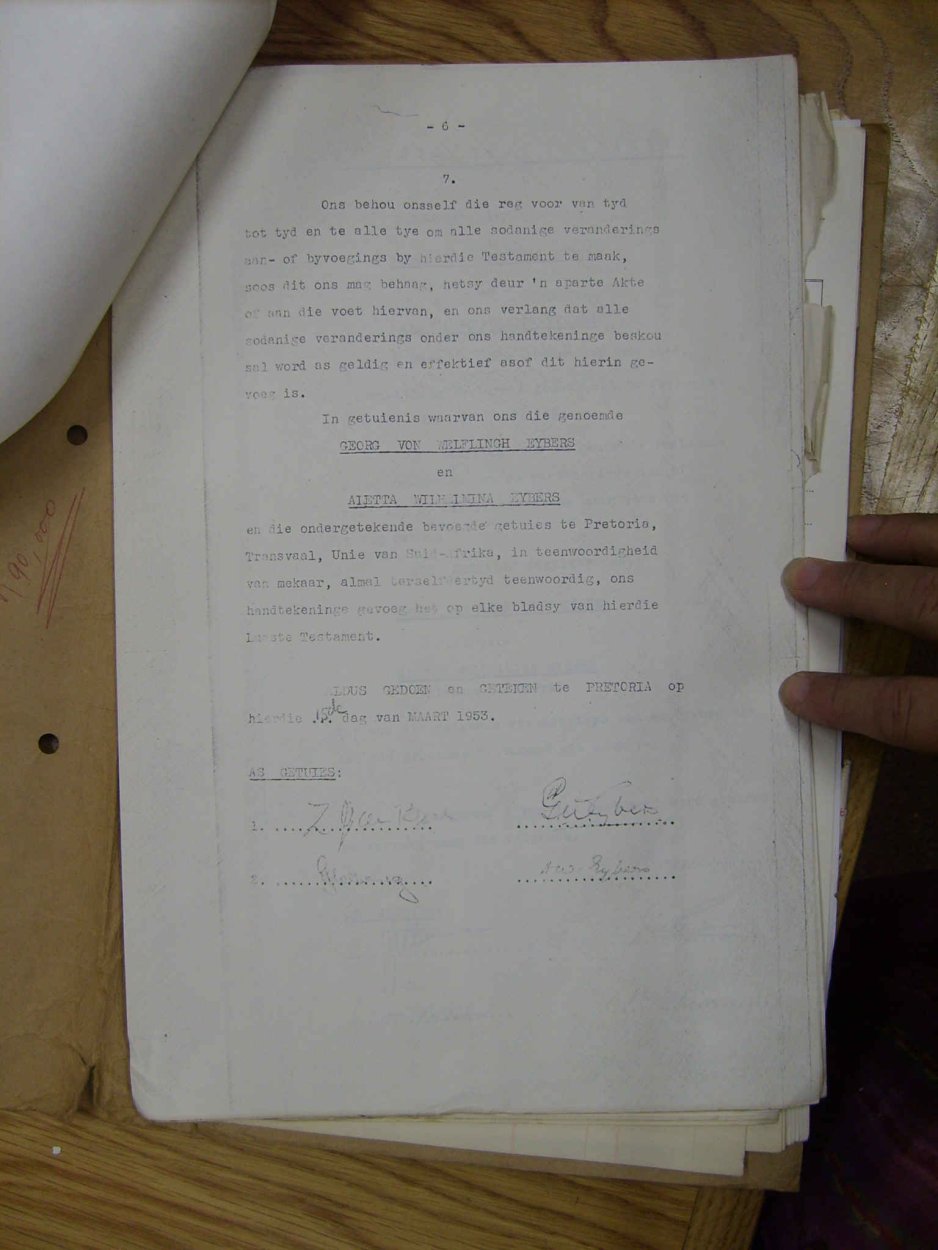 - 6 -
7.
Ons behou onsself die reg voor van tyd
tot tyd en te alle tye om alle sodanige veranderings
aan- of byvoegings by hierdie Testament te maak,
soos dit ons mag behaag, hetsy deur 'n aparte Akte
of aan die voet hiervan, en ons verlang dat alle
sodanige veranderings onder ons handtekeninge beskou
sal word as geldig en effektief asof dit hierin ge-
voeg is.
In getuienis waarvan ons die genoemde
GEORG VON WELFLINGH EYBERS
en
ALETTA WILHELMINA EYBERS
en die ondergetekende bevoegde getuies te Pretoria,
Transvaal, Unie van Suid-Afrika, in teenwoordigheid
van mekaar, almal terselfertyd teenwoordig, ons
handtekeninge gevoeg het op elke bladsy van hierdie
Laaste Testament.
ALDUS GEDOEN en GETEKEN te PRETORIA op
hierdie 15de dag van MAART 1953.
AS GETUIES:
1.
2. Eybers
190,000